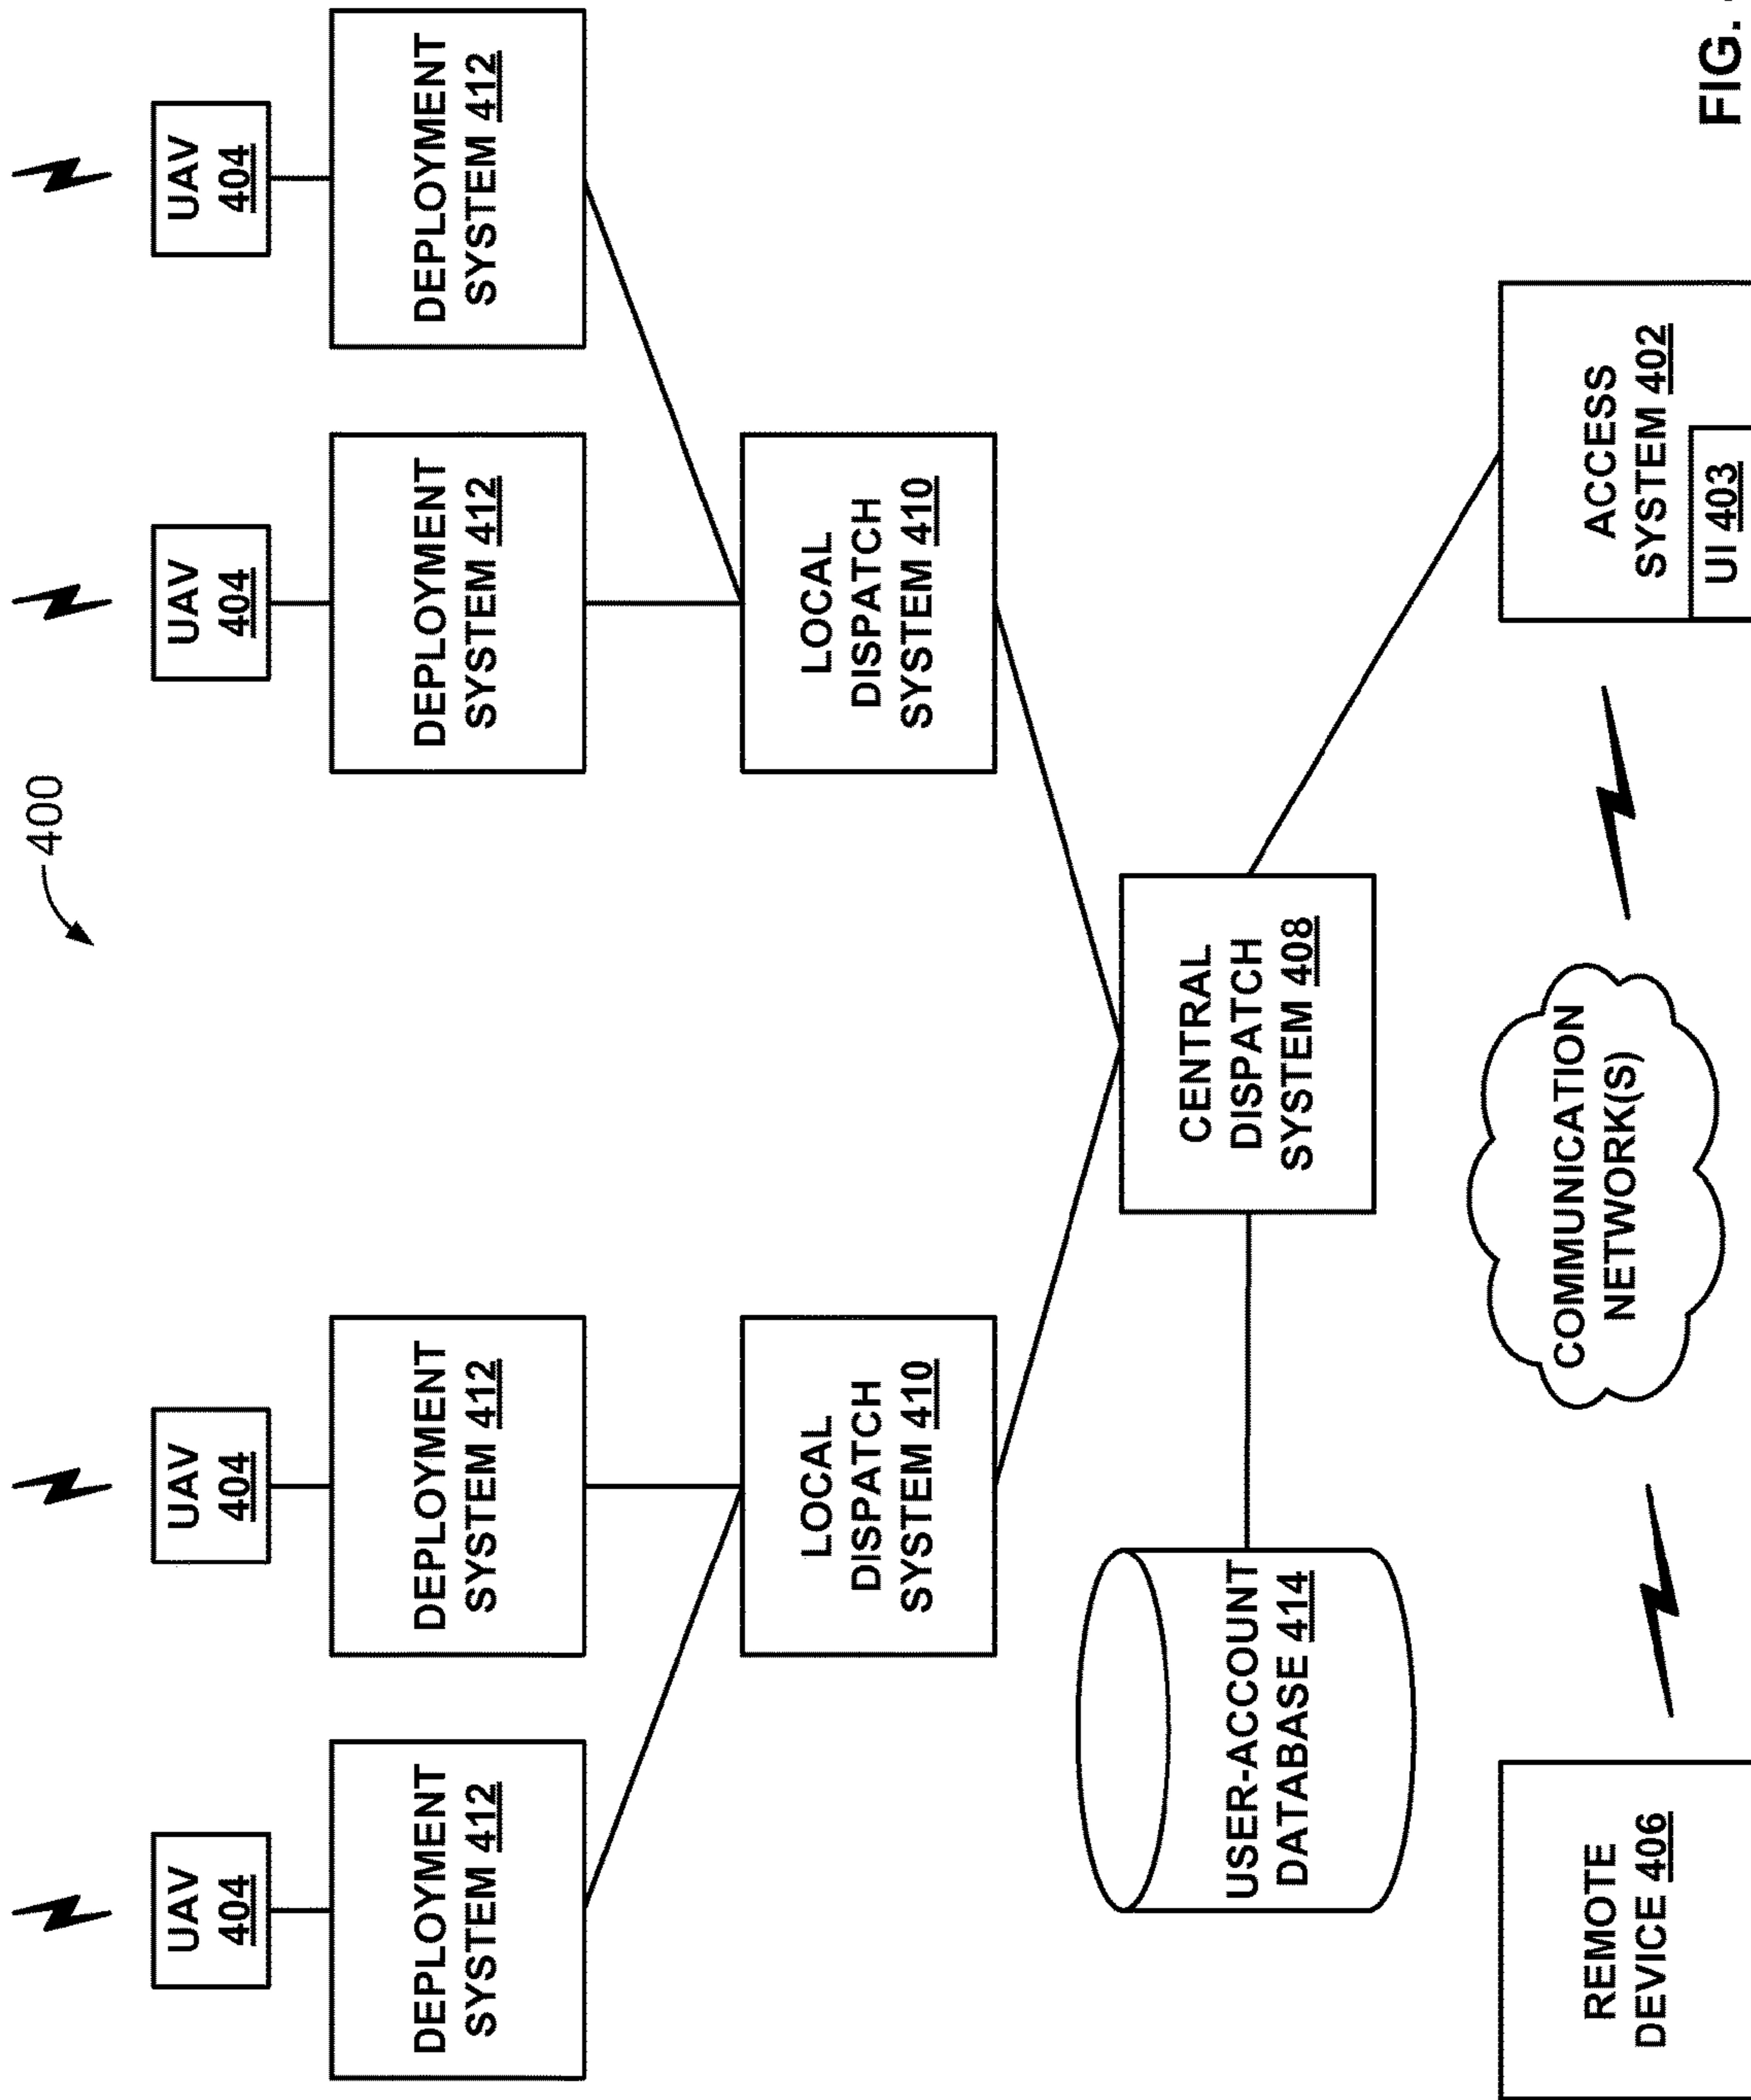 400
UAV
404
UAV
404
UAV
404
UAV
404
DEPLOYMENT
SYSTEM 412
DEPLOYMENT
SYSTEM 412
DEPLOYMENT
SYSTEM 412
DEPLOYMENT
SYSTEM 412
LOCAL
DISPATCH
SYSTEM 410
LOCAL
DISPATCH
SYSTEM 410
USER-ACCOUNT
DATABASE 414
CENTRAL
DISPATCH
SYSTEM 408
REMOTE
DEVICE 406
COMMUNICATION
NETWORK(S)
ACCESS
SYSTEM 402
UI 403
FIG.